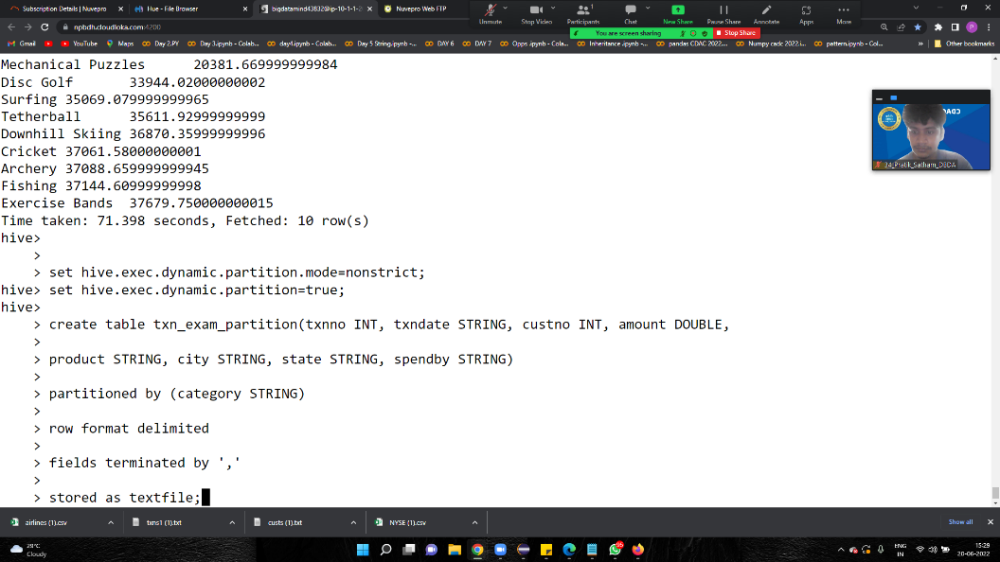 Subscription Details | Nuvepro
Hue - File Browser
bigdatamind43832@ip-10-1-1-2
Nuvepro Web FTP
Unmute
Stop Video
1
Participants
Chat
New Share
Pause Share
Annotate
Apps
More
npbdh.cloudloka.com:4200
You are screen sharing
Stop Share
Gmail
YouTube
Maps
Day 2.PY
Day 3.ipynb - Colab...
day4.ipynb - Colab...
Day 5 String.ipynb...
DAY 6
DAY 7
Opps.ipynb - Colab...
Inheritance .ipynb...
pandas CDAC 2022...
Numpy cadc 2022.i...
pattern.ipynb - Col...
Other bookmarks
Mechanical Puzzles 20381.669999999984
Disc Golf 33944.02000000002
Surfing 35069.079999999965
Tetherball 35611.92999999999
Downhill Skiing 36870.35999999996
Cricket 37061.58000000001
Archery 37088.659999999945
Fishing 37144.60999999998
Exercise Bands 37679.750000000015
Time taken: 71.398 seconds, Fetched: 10 row(s)
hive>
>
> set hive.exec.dynamic.partition.mode=nonstrict;
hive> set hive.exec.dynamic.partition=true;
hive>
> create table txn_exam_partition(txnno INT, txndate STRING, custno INT, amount DOUBLE,
>
> product STRING, city STRING, state STRING, spendby STRING)
>
> partitioned by (category STRING)
>
> row format delimited
>
> fields terminated by ','
>
> stored as textfile;
24_Pratik_Satham_DBDA
airlines (1).csv
txns1 (1).txt
custs (1).txt
NYSE (1).csv
Show all
29°C
Cloudy
95
ENG
IN
15:29
20-06-2022